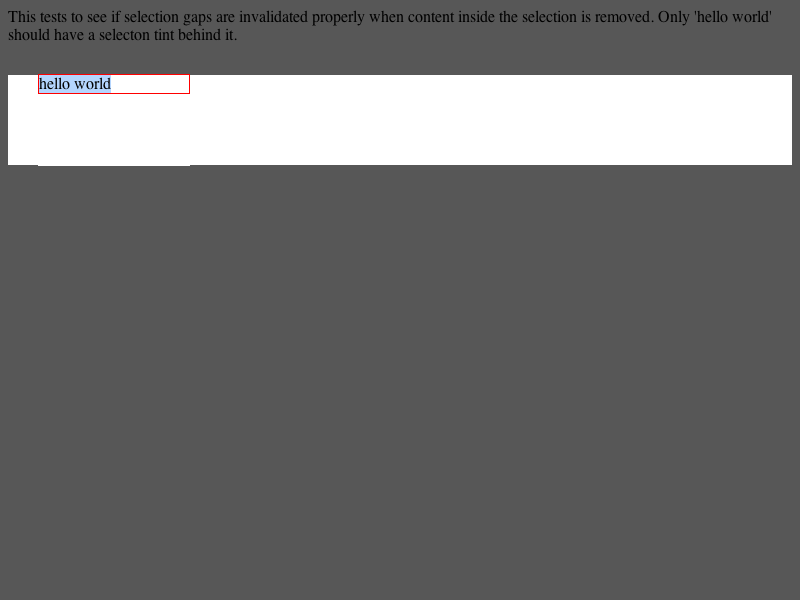 This tests to see if selection gaps are invalidated properly when content inside the selection is removed. Only 'hello world'
should have a selecton tint behind it.
hello world